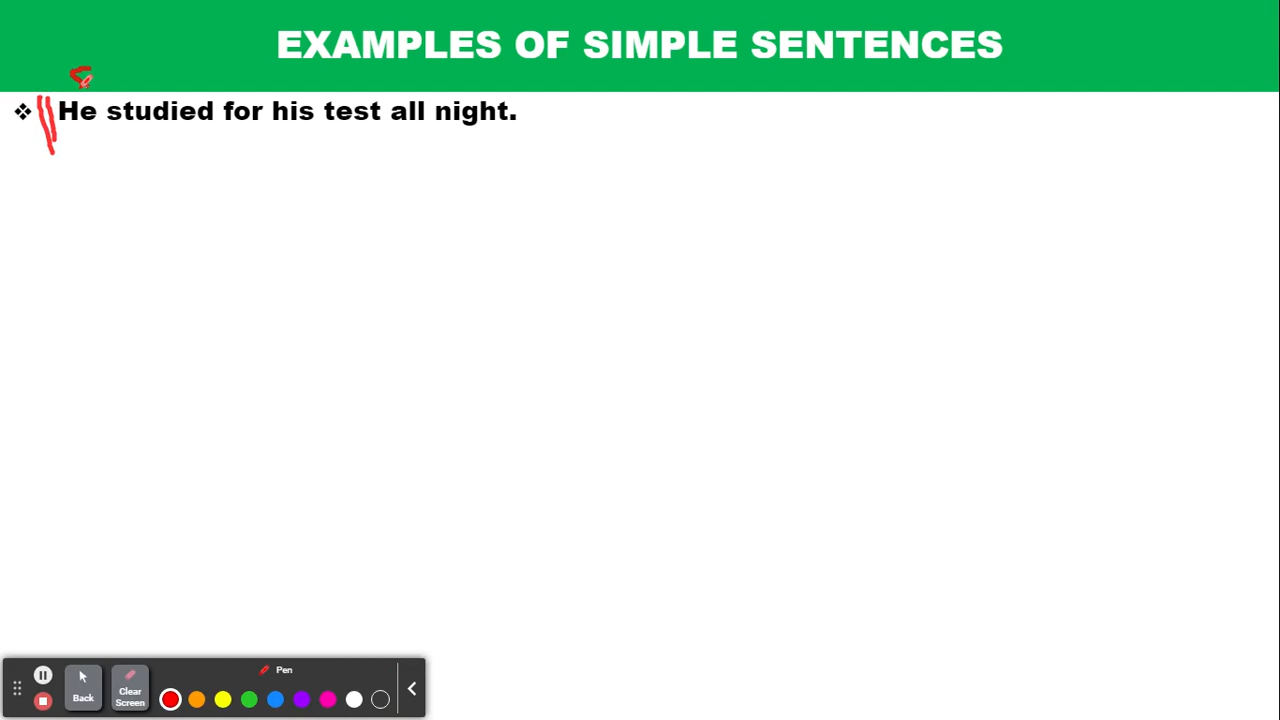 EXAMPLES OF SIMPLE SENTENCES
He studied for his test all night.
Pen
Back
Clear
Screen